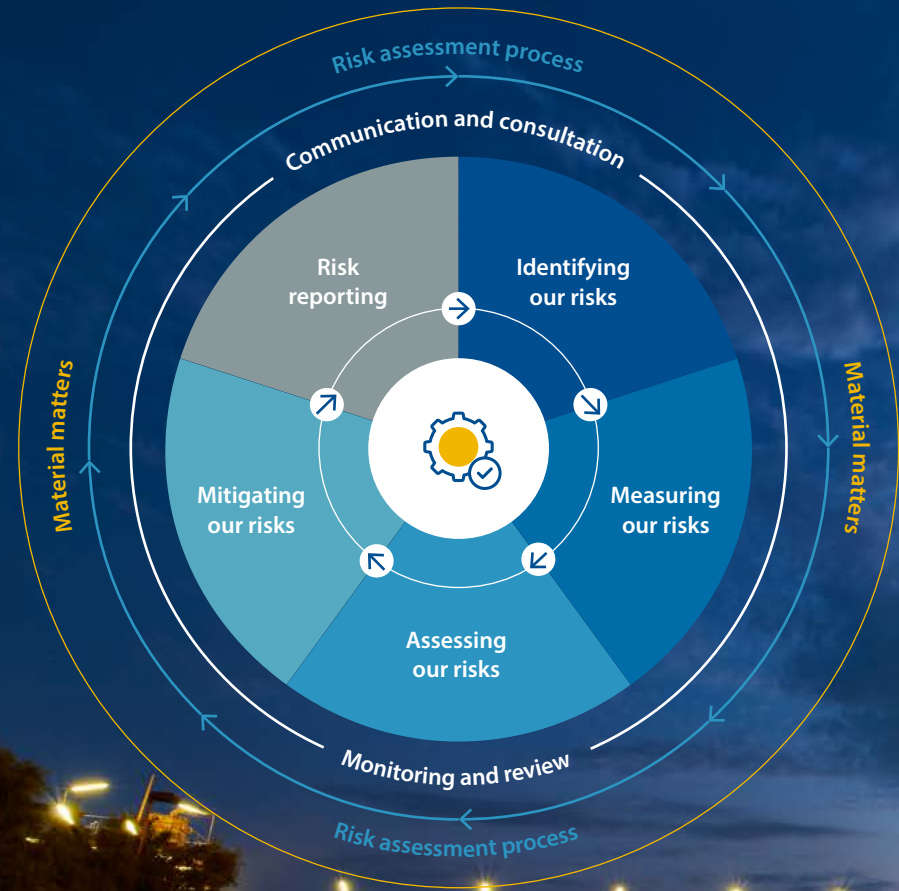 Risk assessment process
Communication and consultation
Risk
reporting
Identifying
our risks
Material matters
Material matters
Mitigating
our risks
Measuring
our risks
Assessing
our risks
Monitoring and review
Risk assessment process